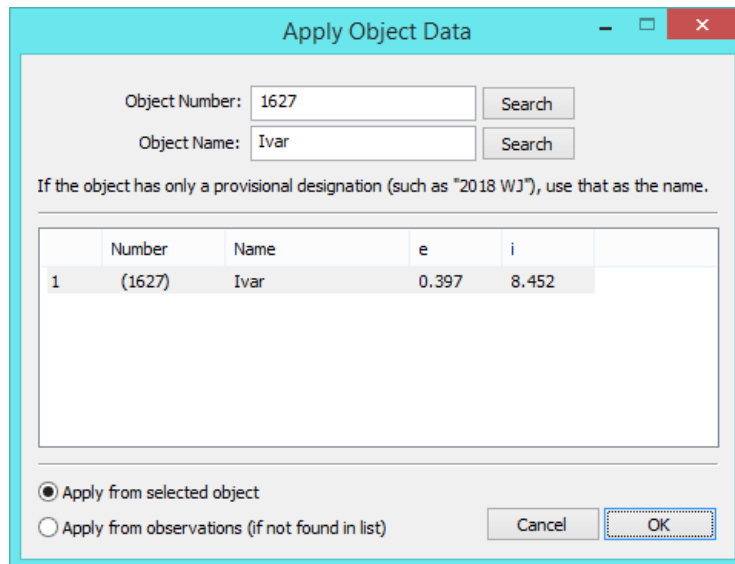 Apply Object Data
Object Number: 1627 Search
Object Name: Ivar Search
If the object has only a provisional designation (such as "2018 WJ"), use that as the name.
Number Name e i
1 (1627) Ivar 0.397 8.452
Apply from selected object
Apply from observations (if not found in list) Cancel OK